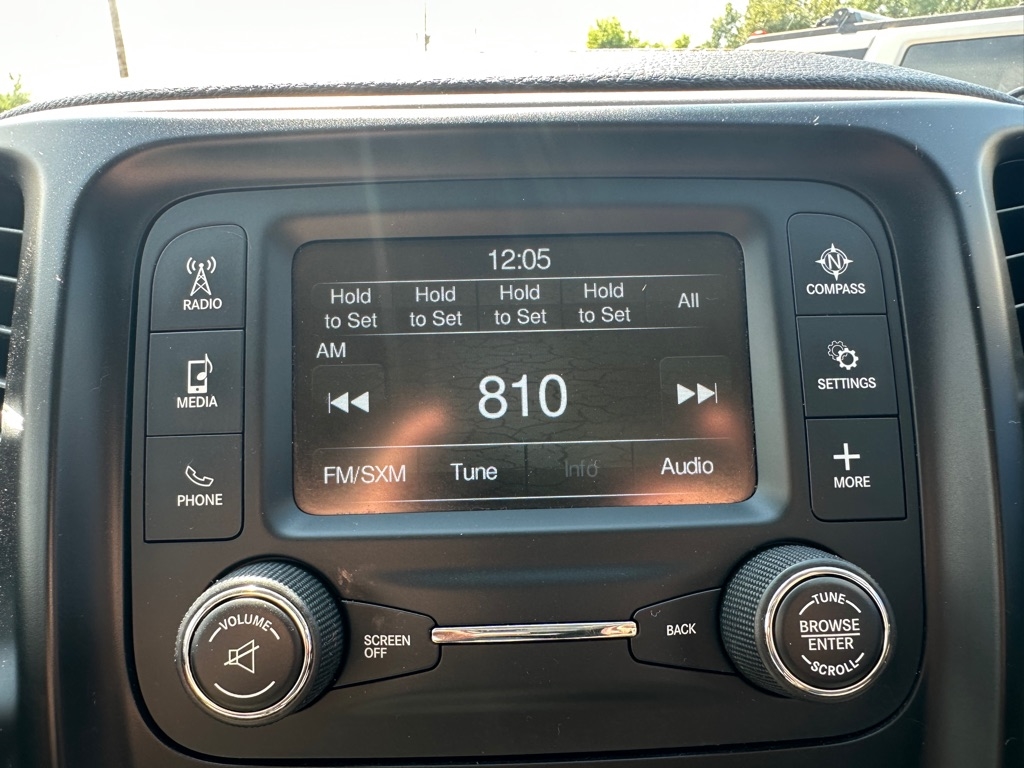 12:05
Hold Hold Hold Hold All
to Set to Set to Set to Set
AM
810
FM/SXM Tune Info Audio
RADIO
MEDIA
PHONE
N
COMPASS
SETTINGS
MORE
VOLUME
SCREEN
OFF
BACK
TUNE
BROWSE
ENTER
SCROLL